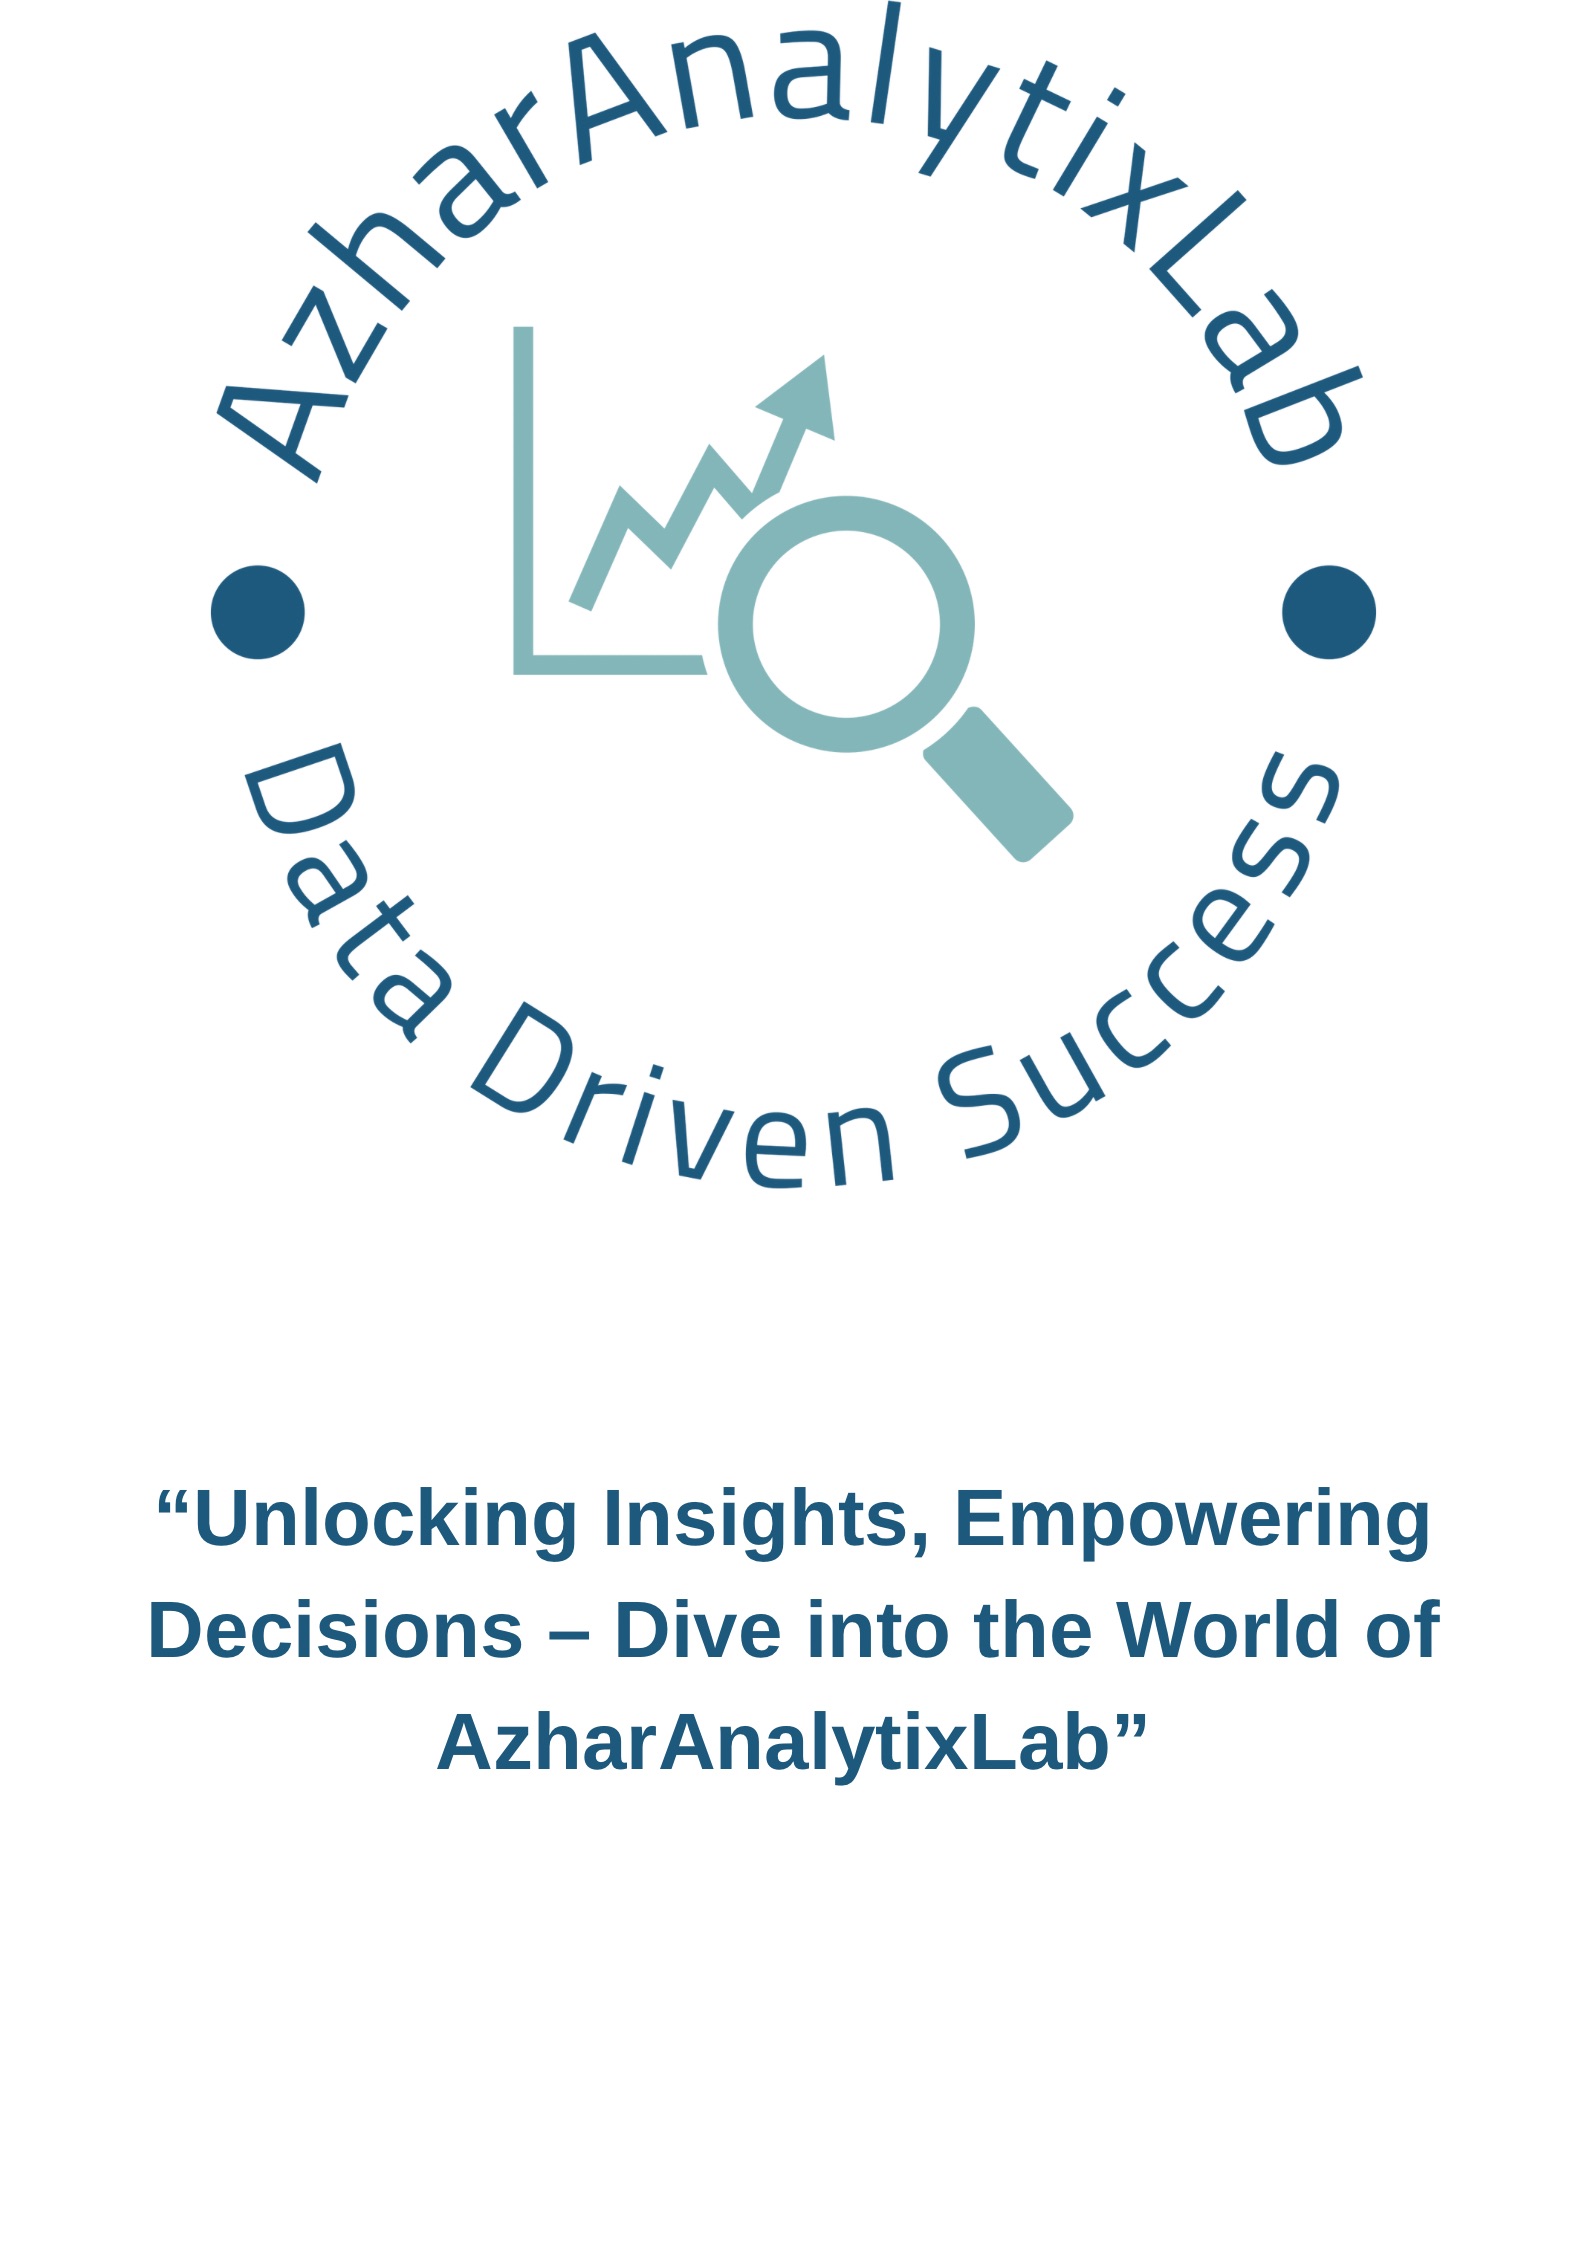 AzharAnalytixLab
Data Driven Success
“Unlocking Insights, Empowering
Decisions – Dive into the World of
AzharAnalytixLab”